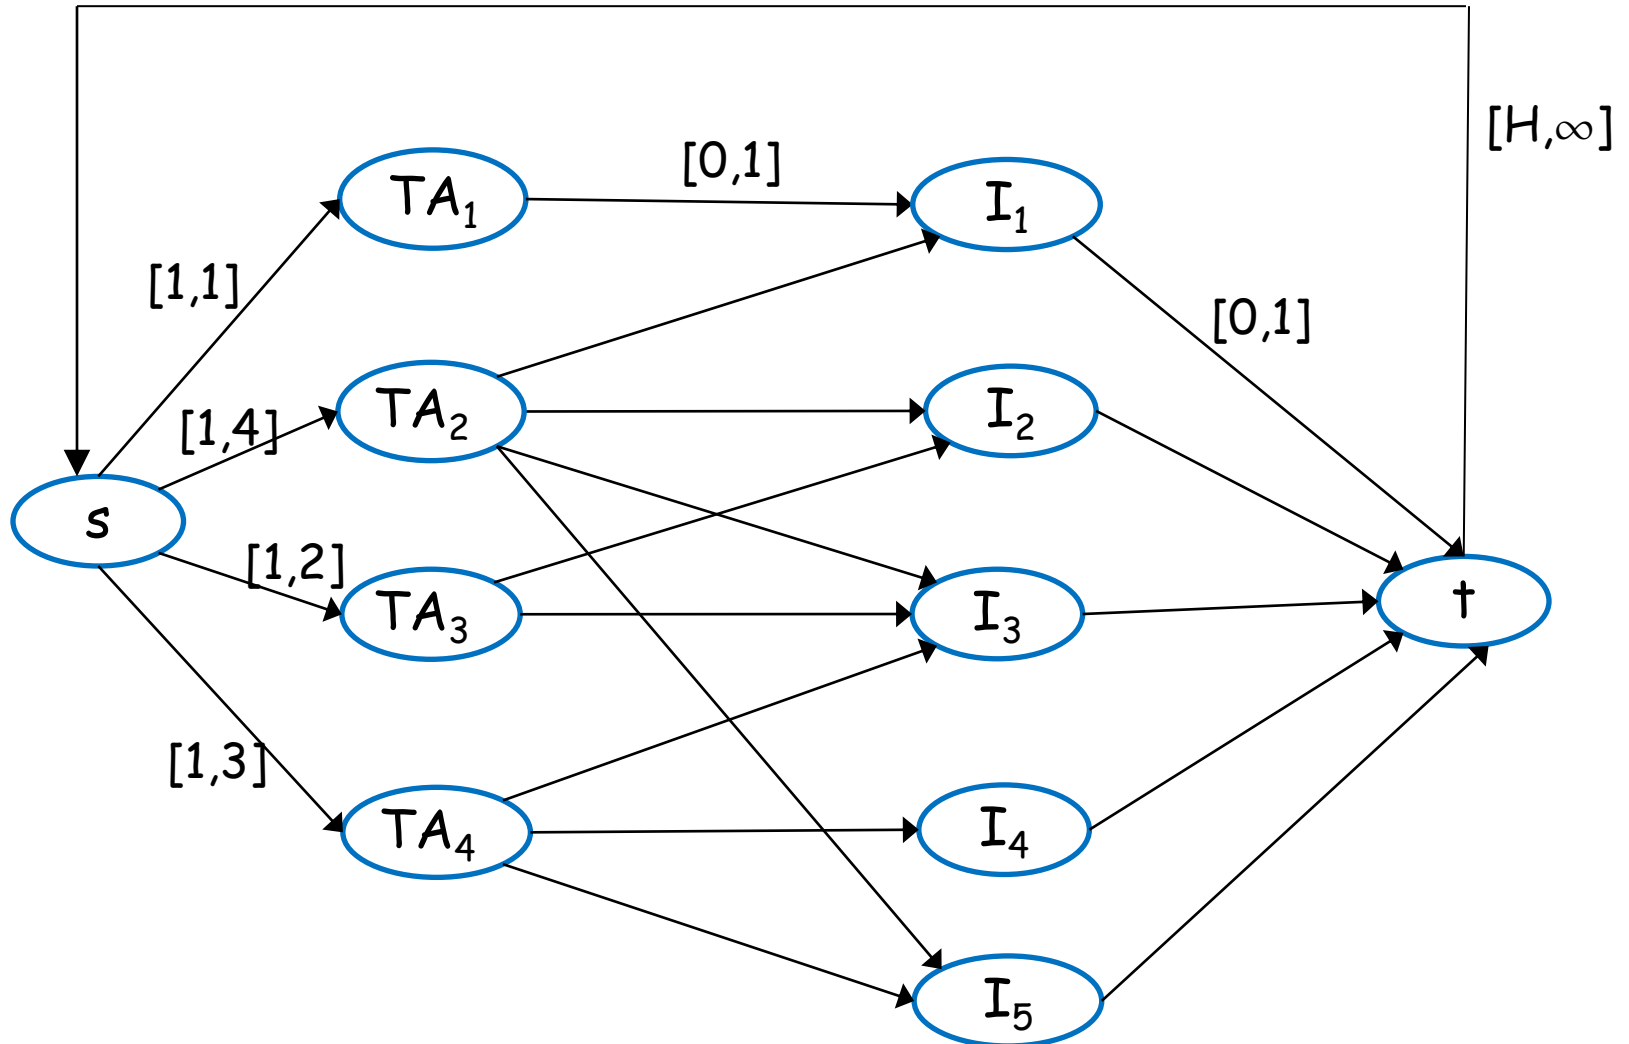 [H,∞]
[0,1]
TA₁
I₁
[1,1]
[0,1]
[1,4]
TA₂
I₂
s
[1,2]
TA₃
I₃
t
[1,3]
TA₄
I₄
I₅